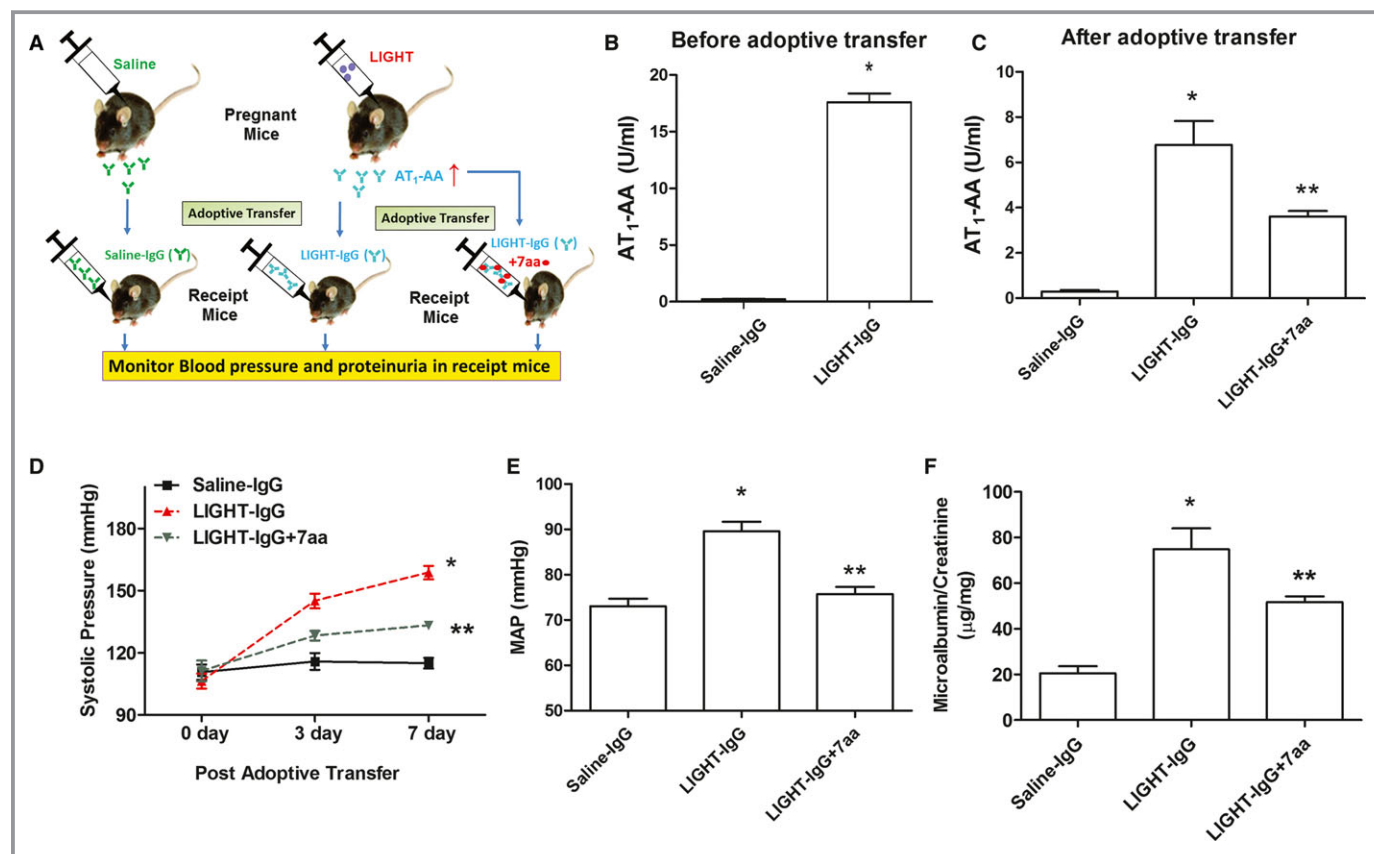 A
Saline
LIGHT
Pregnant
Mice
AT₁-AA ↑
Adoptive Transfer
Adoptive Transfer
Saline-IgG ( )
LIGHT-IgG ( )
LIGHT-IgG ( )
+7aa
Receipt
Mice
Receipt
Mice
Monitor Blood pressure and proteinuria in receipt mice
B
Before adoptive transfer
AT₁-AA (U/ml)
20
15
10
5
0
*
Saline-IgG
LIGHT-IgG
C
After adoptive transfer
AT₁-AA (U/ml)
10
8
6
4
2
0
*
**
Saline-IgG
LIGHT-IgG
LIGHT-IgG+7aa
D
Saline-IgG
LIGHT-IgG
LIGHT-IgG+7aa
Systolic Pressure (mmHg)
180
150
120
90
*
**
0 day 3 day 7 day
Post Adoptive Transfer
E
MAP (mmHg)
100
90
80
70
60
50
*
**
Saline-IgG
LIGHT-IgG
LIGHT-IgG+7aa
F
Microalbumin/Creatinine
(μg/mg)
100
80
60
40
20
0
*
**
Saline-IgG
LIGHT-IgG
LIGHT-IgG+7aa